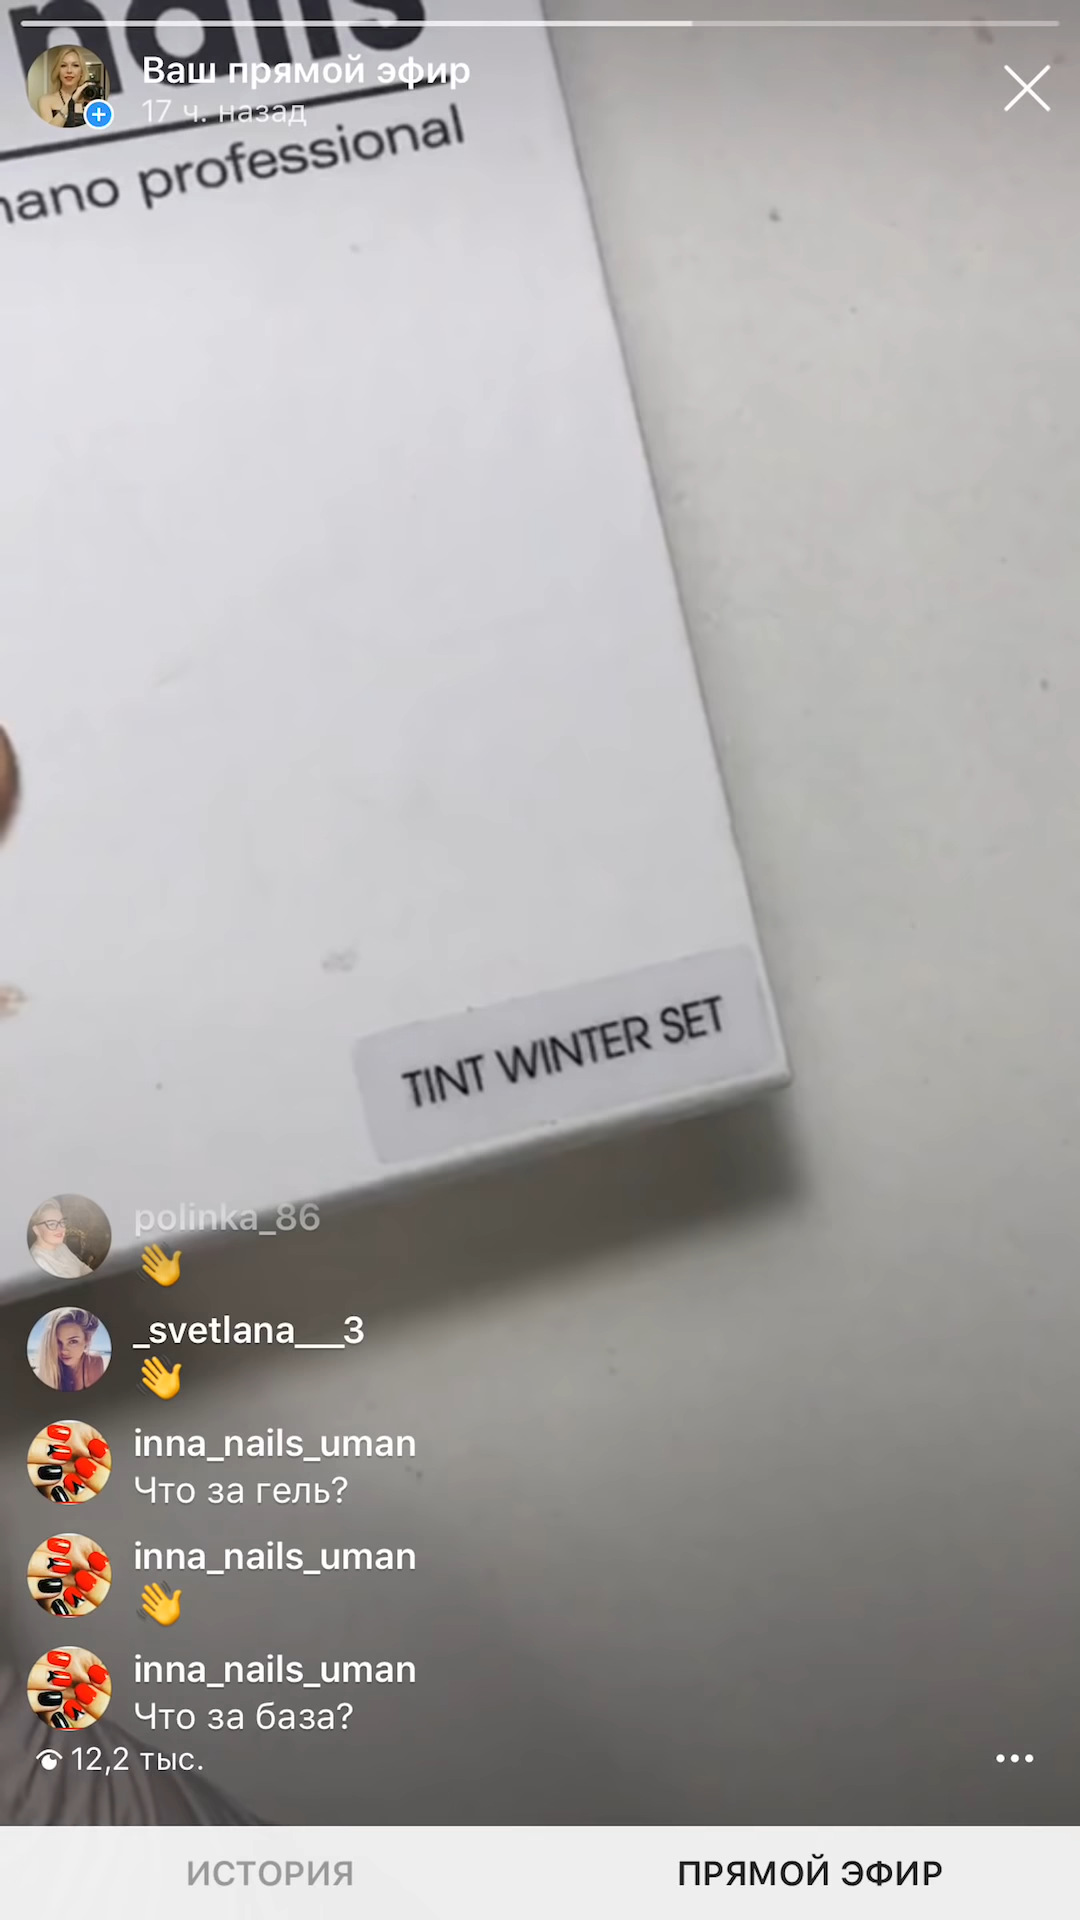 nails
Ваш прямой эфир
17 ч. назад
nano professional
TINT WINTER SET
polinka_86
👋
_svetlana___3
👋
inna_nails_uman
Что за гель?
inna_nails_uman
👋
inna_nails_uman
Что за база?
12,2 тыс.
ИСТОРИЯ
ПРЯМОЙ ЭФИР